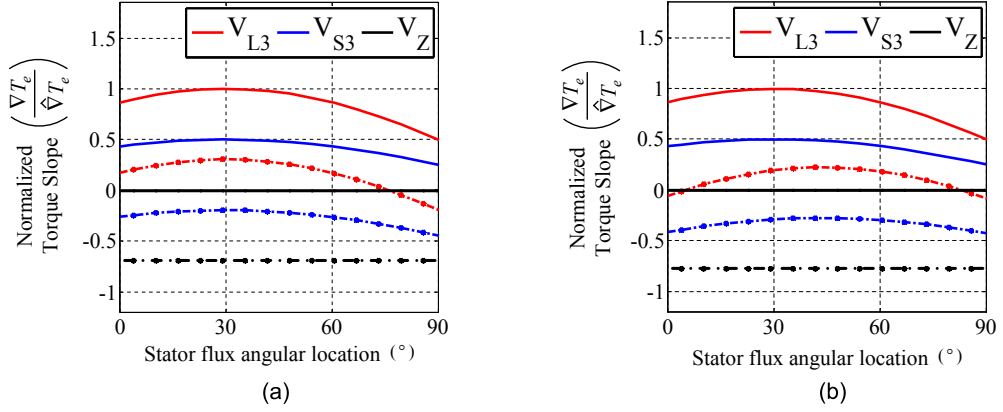 V_L3 V_S3 V_Z
1.5
1
0.5
0
-0.5
-1
Normalized
Torque Slope (∇T_e / ∇̂T_e)
0 30 60 90
Stator flux angular location (°)
(a)
V_L3 V_S3 V_Z
1.5
1
0.5
0
-0.5
-1
Normalized
Torque Slope (∇T_e / ∇̂T_e)
0 30 60 90
Stator flux angular location (°)
(b)